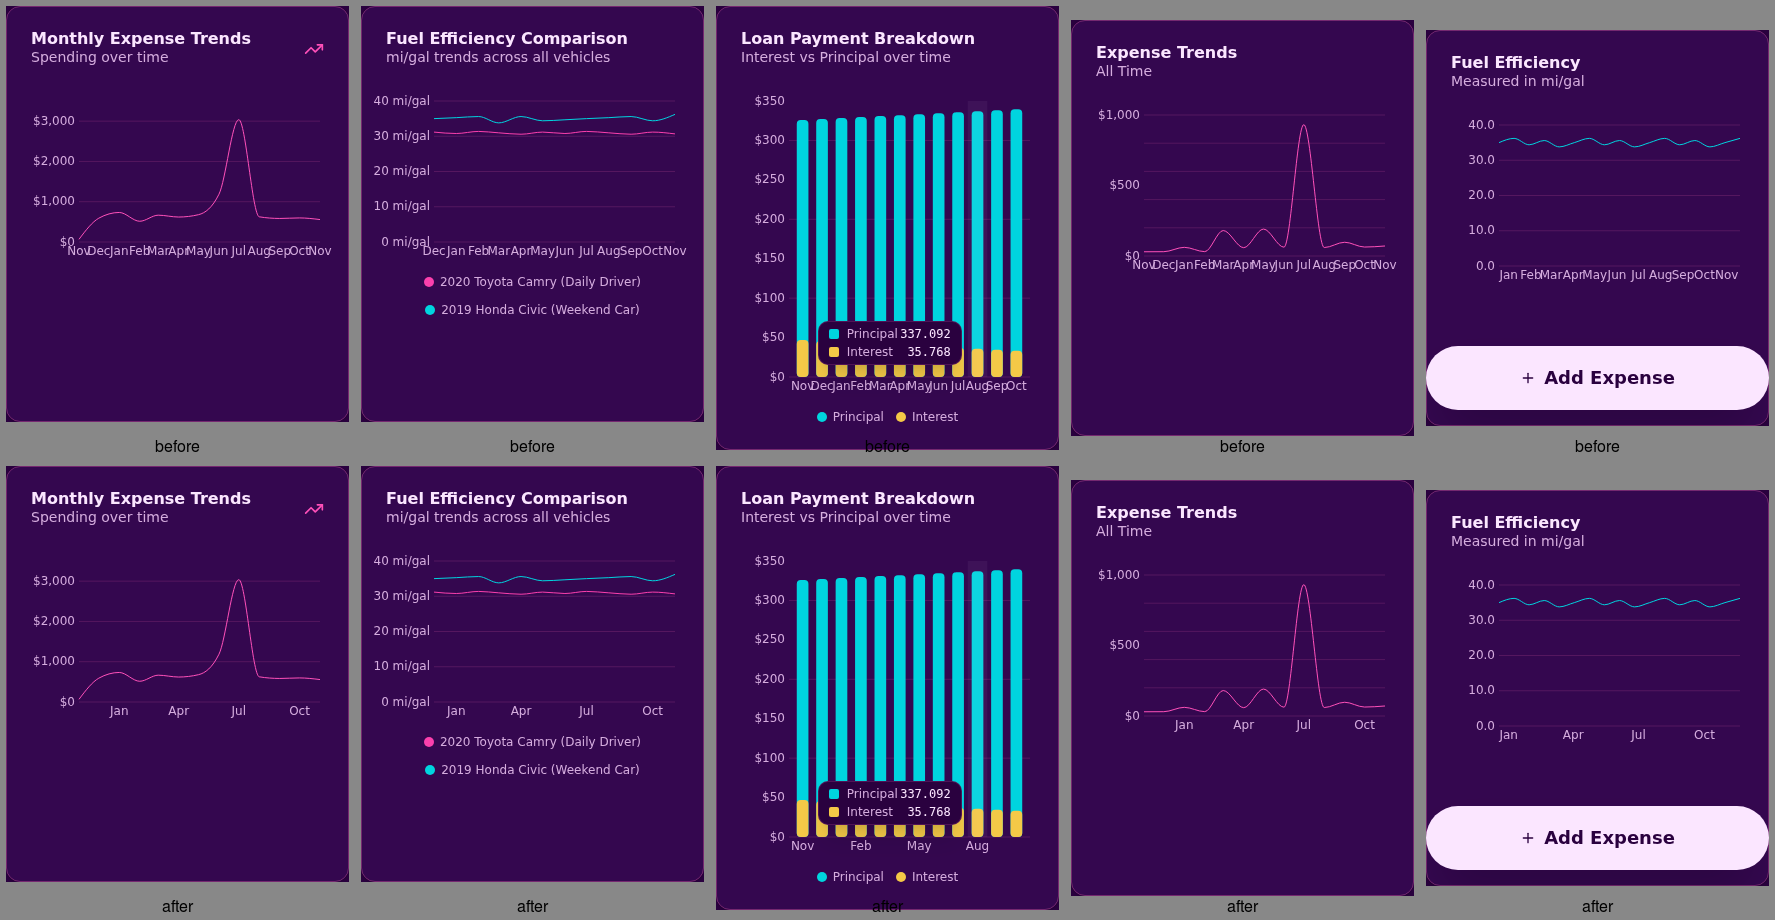 Monthly Expense Trends
Spending over time
$3,000
$2,000
$1,000
$0
Nov Dec Jan Feb Mar Apr May Jun Jul Aug Sep Oct Nov
before
Fuel Efficiency Comparison
mi/gal trends across all vehicles
40 mi/gal
30 mi/gal
20 mi/gal
10 mi/gal
0 mi/gal
Dec Jan Feb Mar Apr May Jun Jul Aug Sep Oct Nov
2020 Toyota Camry (Daily Driver)
2019 Honda Civic (Weekend Car)
before
Loan Payment Breakdown
Interest vs Principal over time
$350
$300
$250
$200
$150
$100
$50
$0
Principal 337.092
Interest 35.768
Nov Dec Jan Feb Mar Apr May Jun Jul Aug Sep Oct
Principal Interest
before
Expense Trends
All Time
$1,000
$500
$0
Nov Dec Jan Feb Mar Apr May Jun Jul Aug Sep Oct Nov
before
Fuel Efficiency
Measured in mi/gal
40.0
30.0
20.0
10.0
0.0
Jan Feb Mar Apr May Jun Jul Aug Sep Oct Nov
+ Add Expense
before
Monthly Expense Trends
Spending over time
$3,000
$2,000
$1,000
$0
Jan Apr Jul Oct
after
Fuel Efficiency Comparison
mi/gal trends across all vehicles
40 mi/gal
30 mi/gal
20 mi/gal
10 mi/gal
0 mi/gal
Jan Apr Jul Oct
2020 Toyota Camry (Daily Driver)
2019 Honda Civic (Weekend Car)
after
Loan Payment Breakdown
Interest vs Principal over time
$350
$300
$250
$200
$150
$100
$50
$0
Principal 337.092
Interest 35.768
Nov Feb May Aug
Principal Interest
after
Expense Trends
All Time
$1,000
$500
$0
Jan Apr Jul Oct
after
Fuel Efficiency
Measured in mi/gal
40.0
30.0
20.0
10.0
0.0
Jan Apr Jul Oct
+ Add Expense
after